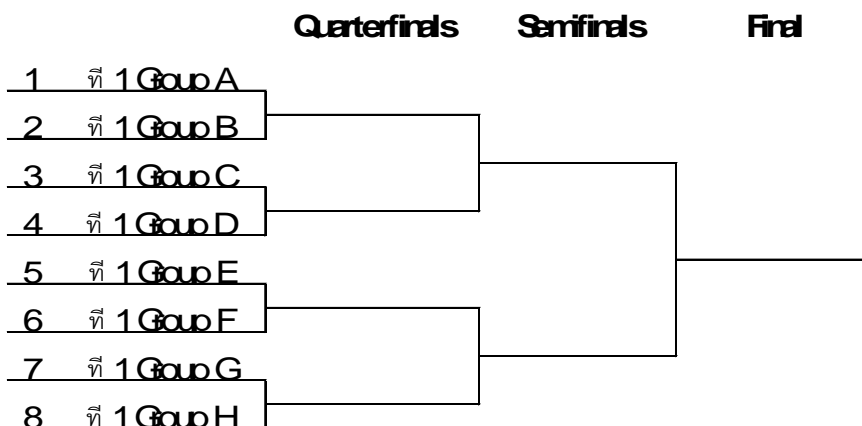 Quarterfinals Semifinals Final
1 ที่ 1 Group A
2 ที่ 1 Group B
3 ที่ 1 Group C
4 ที่ 1 Group D
5 ที่ 1 Group E
6 ที่ 1 Group F
7 ที่ 1 Group G
8 ที่ 1 Group H